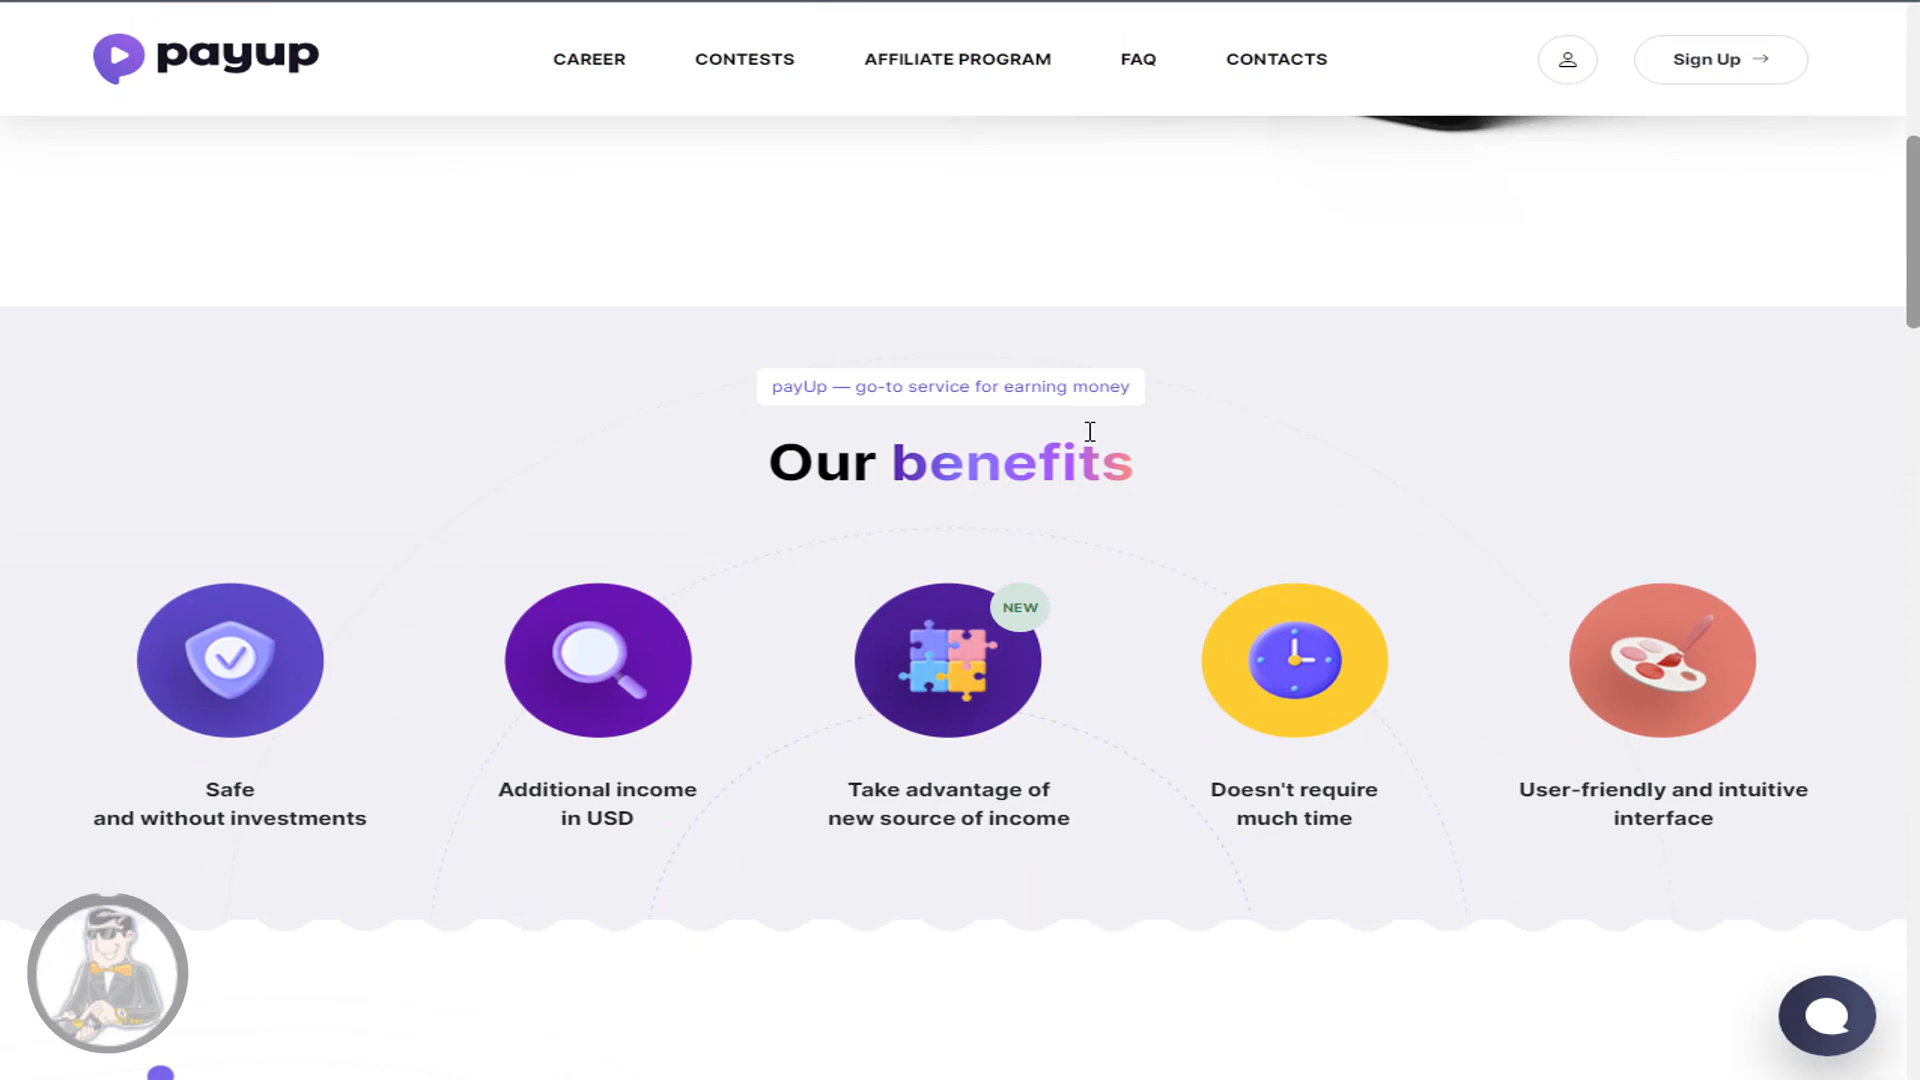 payup
CAREER
CONTESTS
AFFILIATE PROGRAM
FAQ
CONTACTS
Sign Up
payUp — go-to service for earning money
Our benefits
NEW
Safe
and without investments
Additional income
in USD
Take advantage of
new source of income
Doesn't require
much time
User-friendly and intuitive
interface